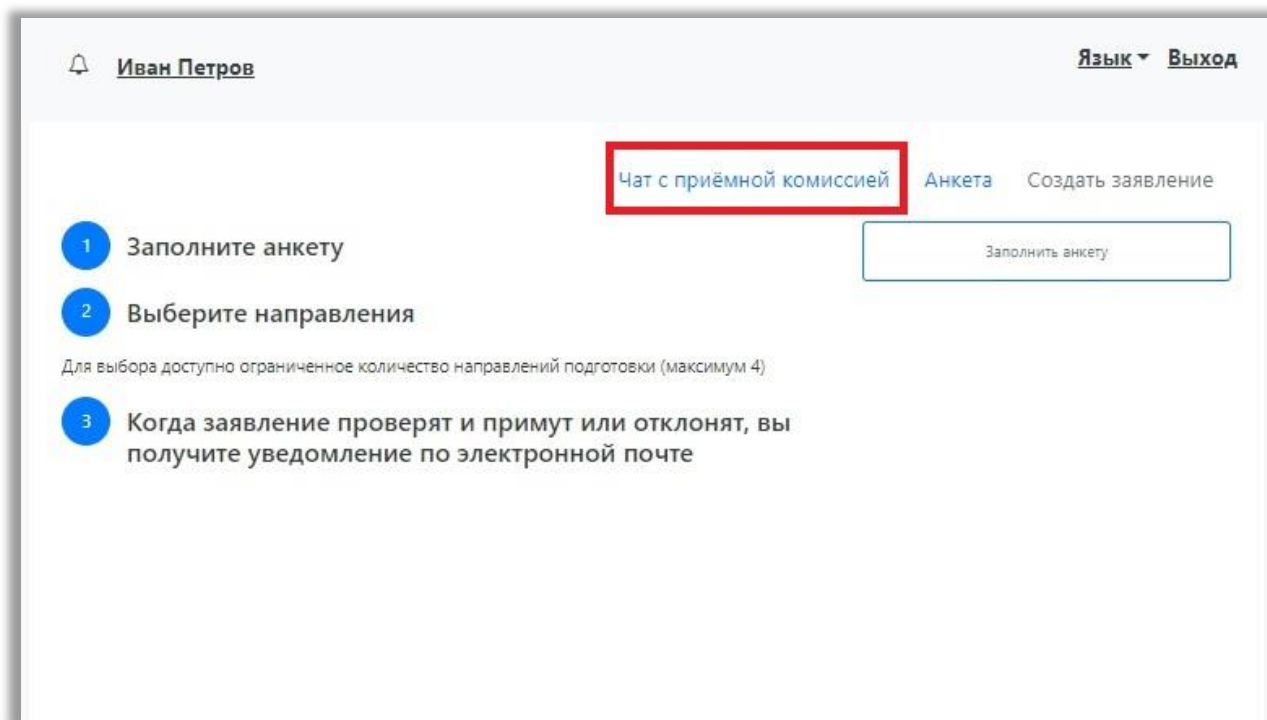 Иван Петров
Язык Выход
Чат с приёмной комиссией Анкета Создать заявление
1 Заполните анкету
Заполнить анкету
2 Выберите направления
Для выбора доступно ограниченное количество направлений подготовки (максимум 4)
3 Когда заявление проверят и примут или отклонят, вы
получите уведомление по электронной почте